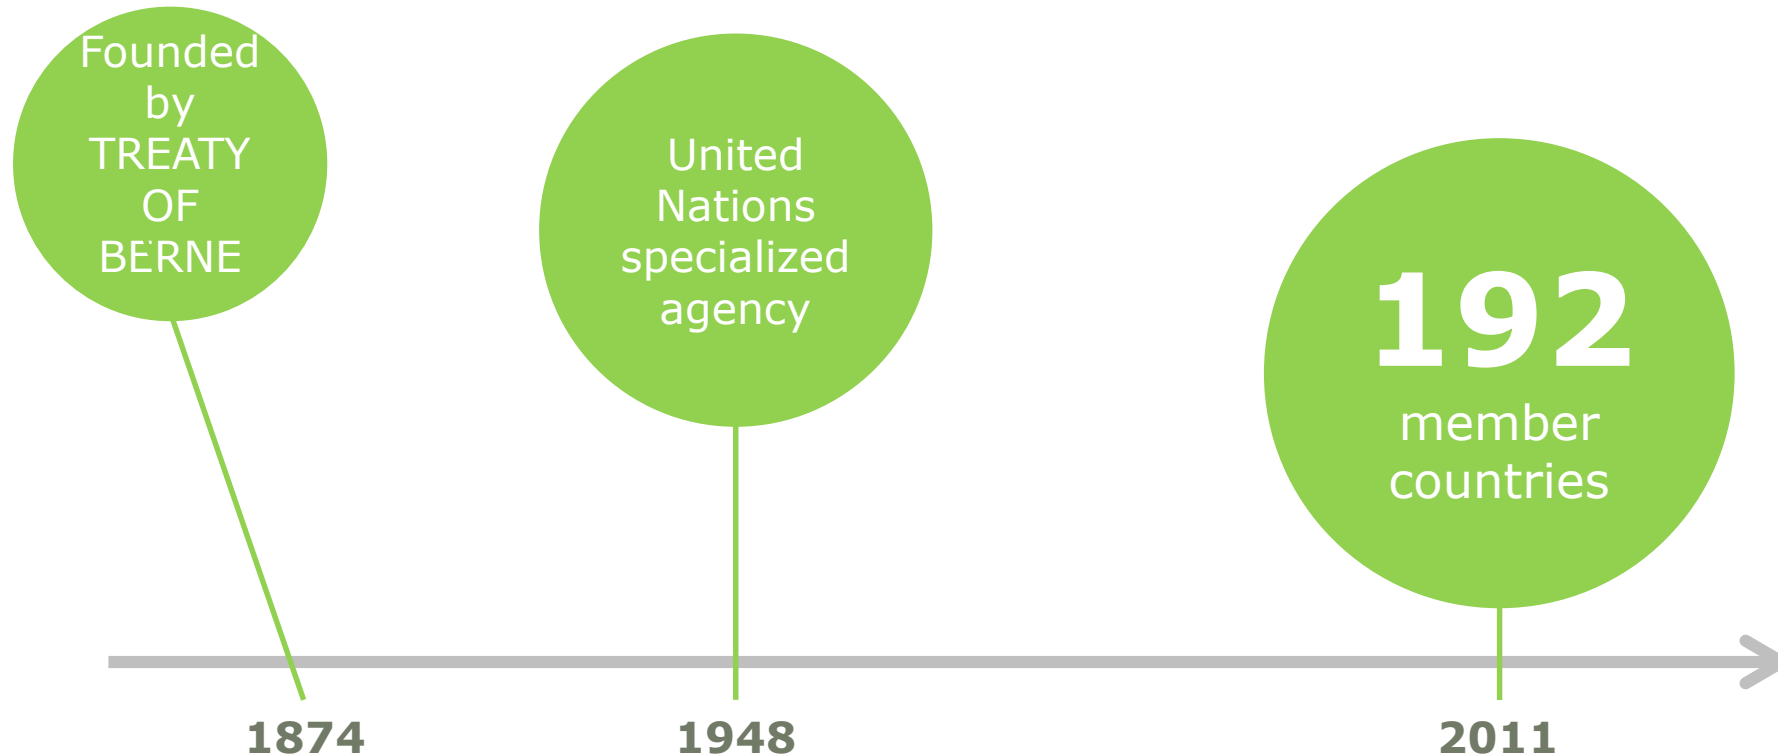 Founded
by
TREATY
OF
BERNE
United
Nations
specialized
agency
192
member
countries
1874
1948
2011